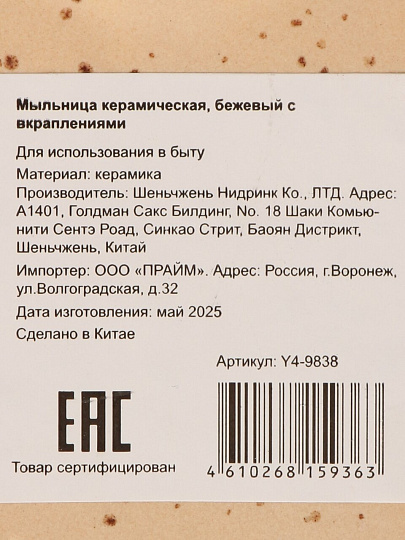 Мыльница керамическая, бежевый с
вкраплениями
Для использования в быту
Материал: керамика
Производитель: Шеньчжень Нидринк Ко., ЛТД. Адрес:
А1401, Голдман Сакс Билдинг, No. 18 Шаки Комью-
нити Сентэ Роад, Синкао Стрит, Баоян Дистрикт,
Шеньчжень, Китай
Импортер: ООО «ПРАЙМ». Адрес: Россия, г.Воронеж,
ул.Волгоградская, д.32
Дата изготовления: май 2025
Сделано в Китае
Артикул: Y4-9838
ЕАС
Товар сертифицирован
4 610268 159363